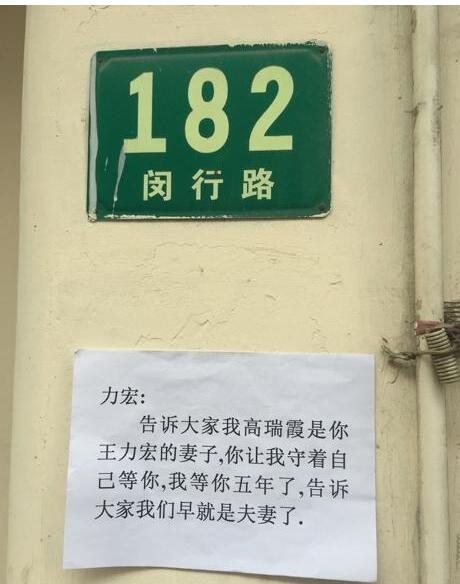 182
闵行路
力宏:
告诉大家我高瑞霞是你
王力宏的妻子,你让我守着自
己等你,我等你五年了,告诉
大家我们早就是夫妻了.